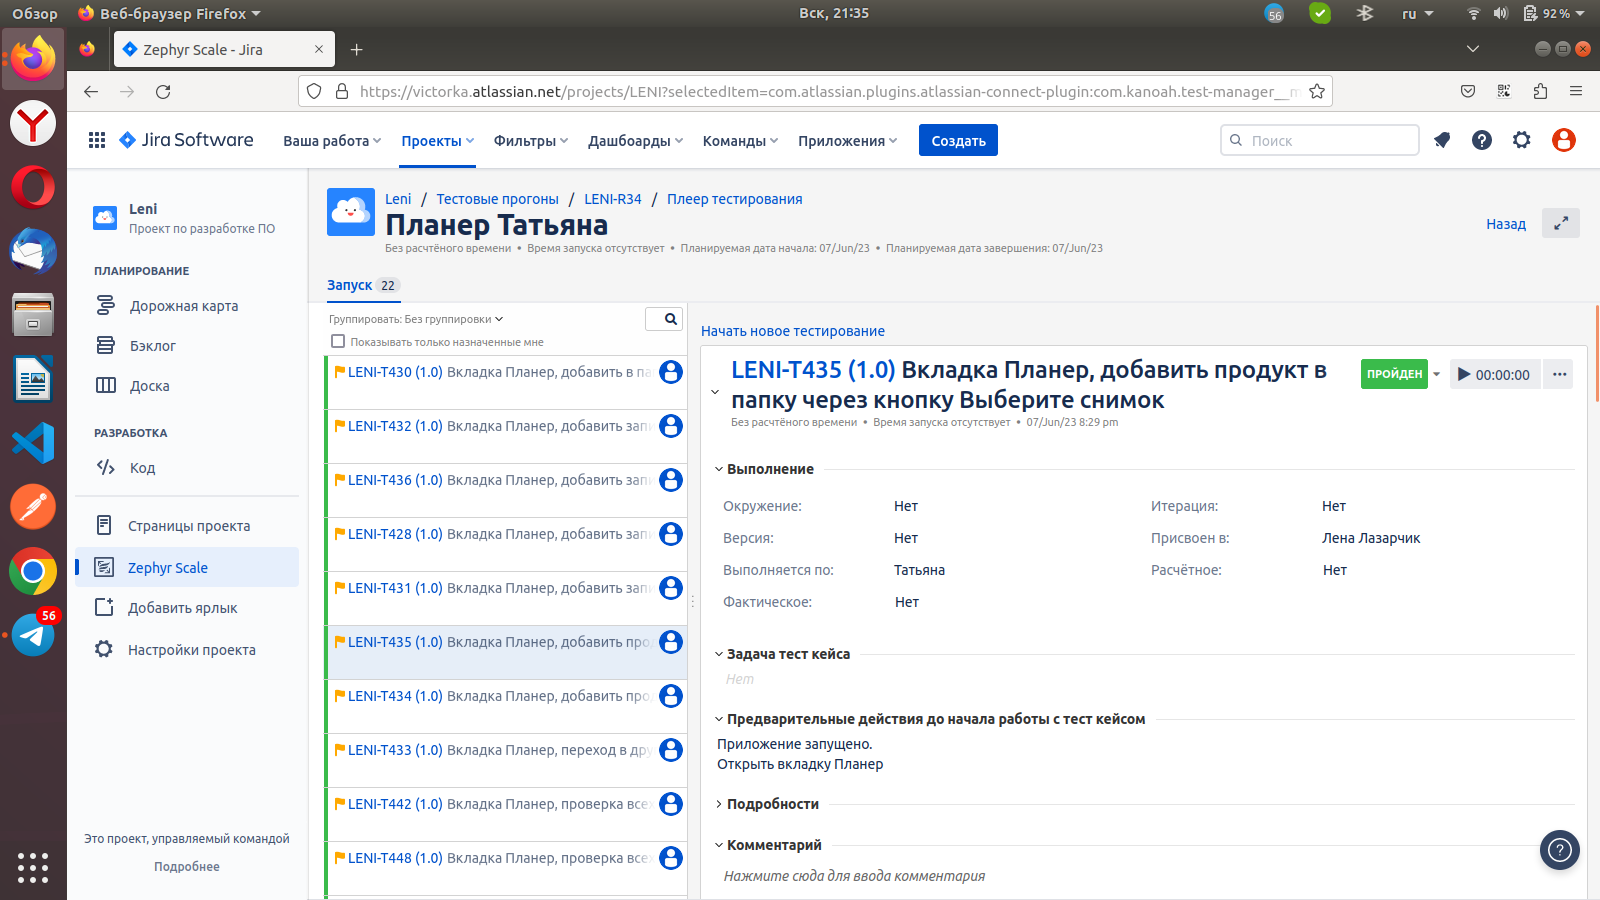 Обзор Веб-браузер Firefox Вск, 21:35 56 ru 92 %
Zephyr Scale - Jira
https://victorka.atlassian.net/projects/LENI?selectedItem=com.atlassian.plugins.atlassian-connect-plugin:com.kanoah.test-manager__m
Jira Software Ваша работа Проекты Фильтры Дашборды Команды Приложения Создать Поиск
Leni
Проект по разработке ПО
ПЛАНИРОВАНИЕ
Дорожная карта
Бэклог
Доска
РАЗРАБОТКА
Код
Страницы проекта
Zephyr Scale
Добавить ярлык
Настройки проекта
Это проект, управляемый командой
Подробнее
56
Leni / Тестовые прогоны / LENI-R34 / Плеер тестирования
Планер Татьяна
Без расчтёного времени • Время запуска отсутствует • Планируемая дата начала: 07/Jun/23 • Планируемая дата завершения: 07/Jun/23
Назад
Запуск 22
Группировать: Без группировки
Показывать только назначенные мне
LENI-T430 (1.0) Вкладка Планер, добавить в па
LENI-T432 (1.0) Вкладка Планер, добавить запи
LENI-T436 (1.0) Вкладка Планер, добавить запи
LENI-T428 (1.0) Вкладка Планер, добавить запи
LENI-T431 (1.0) Вкладка Планер, добавить запи
LENI-T435 (1.0) Вкладка Планер, добавить прод
LENI-T434 (1.0) Вкладка Планер, добавить прод
LENI-T433 (1.0) Вкладка Планер, переход в дру
LENI-T442 (1.0) Вкладка Планер, проверка всех
LENI-T448 (1.0) Вкладка Планер, проверка всех
Начать новое тестирование
LENI-T435 (1.0) Вкладка Планер, добавить продукт в
папку через кнопку Выберите снимок
ПРОЙДЕН 00:00:00
Без расчтёного времени • Время запуска отсутствует • 07/Jun/23 8:29 pm
Выполнение
Окружение: Нет Итерация: Нет
Версия: Нет Присвоен в: Лена Лазарчик
Выполняется по: Татьяна Расчётное: Нет
Фактическое: Нет
Задача тест кейса
Нет
Предварительные действия до начала работы с тест кейсом
Приложение запущено.
Открыть вкладку Планер
Подробности
Комментарий
Нажмите сюда для ввода комментария